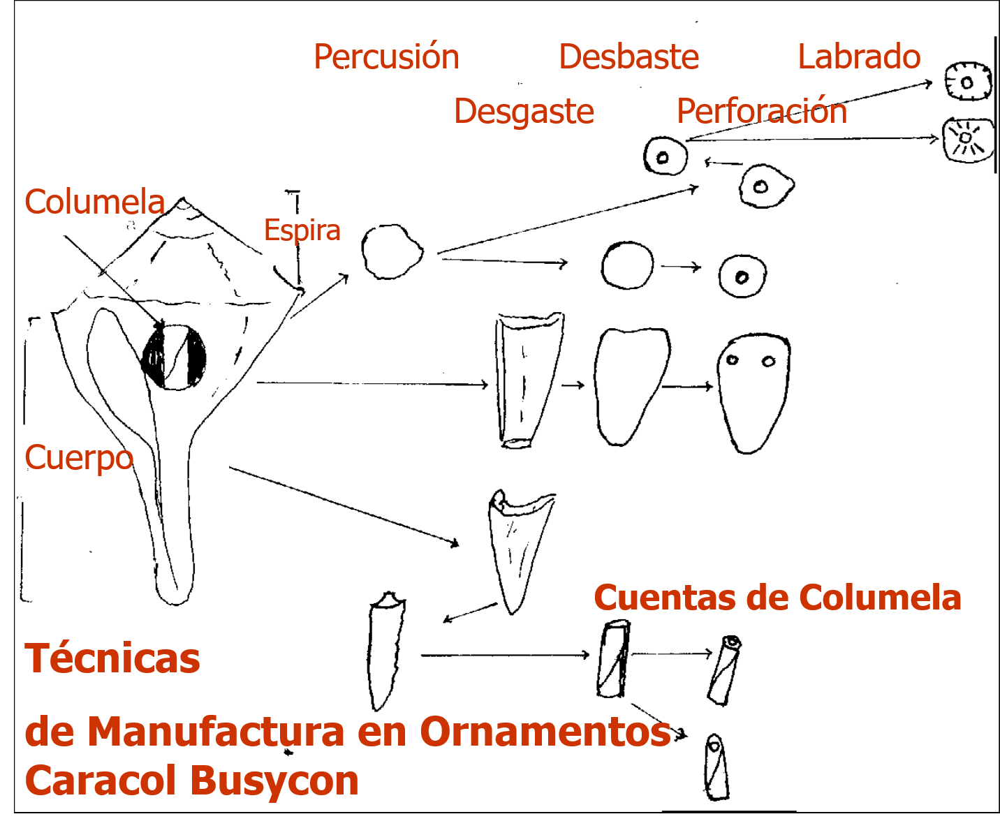 Percusión
Desbaste
Labrado
Desgaste
Perforación
Columela
Espira
Cuerpo
Cuentas de Columela
Técnicas
de Manufactura en Ornamentos
Caracol Busycon